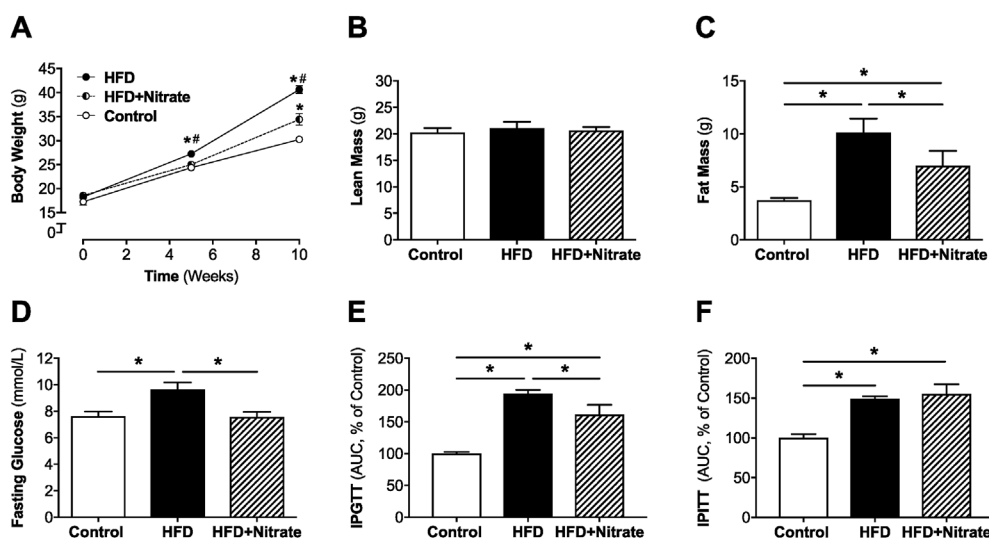 A
Body Weight (g)
45
40
35
30
25
20
15
0
HFD
HFD+Nitrate
Control
*#
*#
*
0 2 4 6 8 10
Time (Weeks)
B
Lean Mass (g)
30
25
20
15
10
5
0
Control HFD HFD+Nitrate
C
Fat Mass (g)
15
10
5
0
*
* *
Control HFD HFD+Nitrate
D
Fasting Glucose (mmol/L)
12
10
8
6
4
2
0
* *
Control HFD HFD+Nitrate
E
IPGTT (AUC, % of Control)
250
200
150
100
50
0
*
* *
Control HFD HFD+Nitrate
F
IPITT (AUC, % of Control)
200
150
100
50
0
*
*
Control HFD HFD+Nitrate